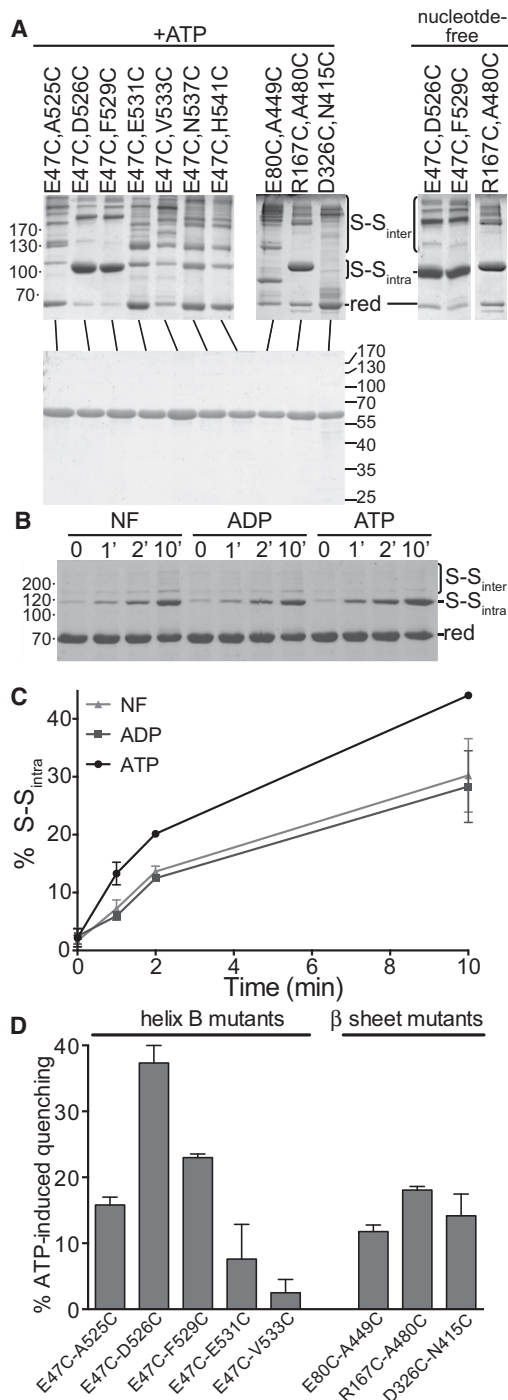 A
+ATP
nucleotde-
free
E47C,A525C
E47C,D526C
E47C,F529C
E47C,E531C
E47C,V533C
E47C,N537C
E47C,H541C
E80C,A449C
R167C,A480C
D326C,N415C
E47C,D526C
E47C,F529C
R167C,A480C
170
130
100
70
S-Sinter
S-Sintra
red
170
130
100
70
55
40
35
25
B
NF ADP ATP
0 1' 2' 10' 0 1' 2' 10' 0 1' 2' 10'
200
120
100
70
S-Sinter
S-Sintra
red
C
NF
ADP
ATP
% S-Sintra
40
30
20
10
0
0 2 4 6 8 10
Time (min)
D
helix B mutants
β sheet mutants
% ATP-induced quenching
40
30
20
10
0
E47C-A525C
E47C-D526C
E47C-F529C
E47C-E531C
E47C-V533C
E80C-A449C
R167C-A480C
D326C-N415C